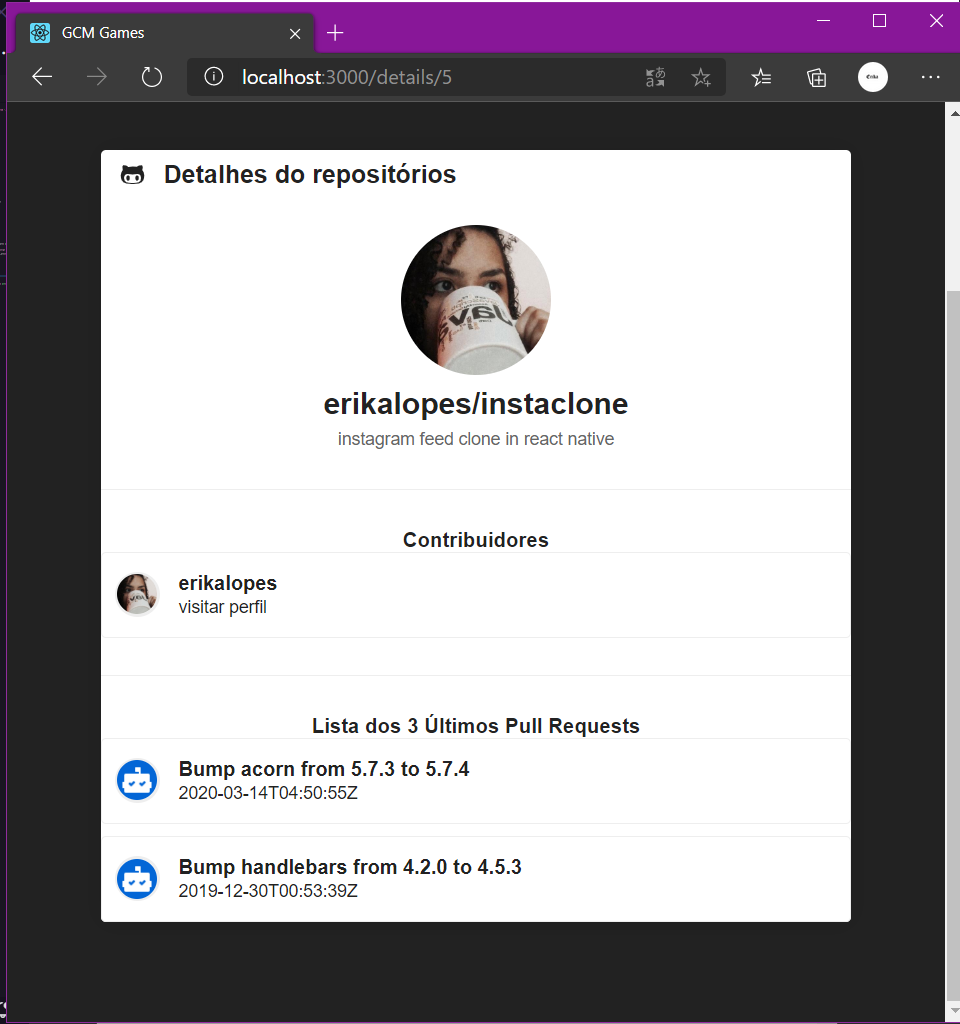 GCM Games
localhost:3000/details/5
Detalhes do repositórios
erikalopes/instaclone
instagram feed clone in react native
Contribuidores
erikalopes
visitar perfil
Lista dos 3 Últimos Pull Requests
Bump acorn from 5.7.3 to 5.7.4
2020-03-14T04:50:55Z
Bump handlebars from 4.2.0 to 4.5.3
2019-12-30T00:53:39Z